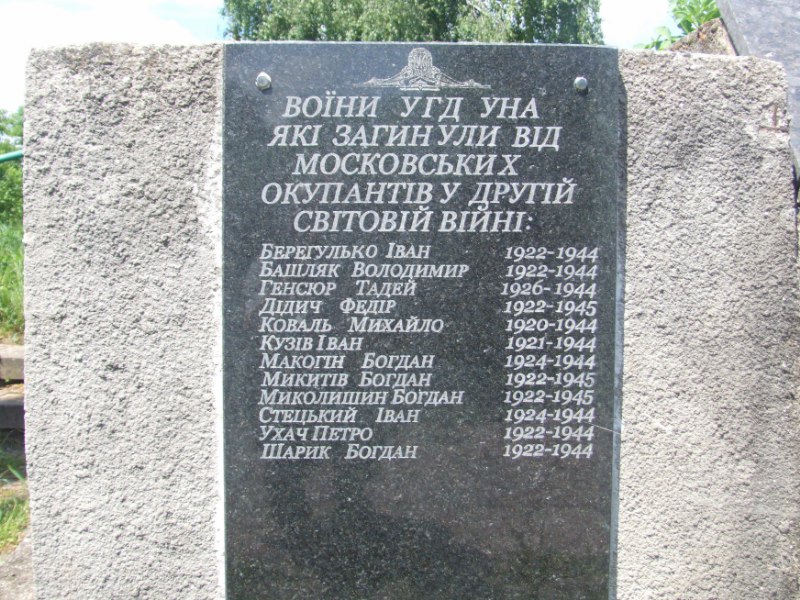 ВОЇНИ УГД УНА
ЯКІ ЗАГИНУЛИ ВІД
МОСКОВСЬКИХ
ОКУПАНТІВ У ДРУГІЙ
СВІТОВІЙ ВІЙНІ:
БЕРЕГУЛЬКО ІВАН 1922-1944
БАШЛЯК ВОЛОДИМИР 1922-1944
ГЕНСЮР ТАДЕЙ 1926-1944
ДІДИЧ ФЕДІР 1922-1945
КОВАЛЬ МИХАЙЛО 1920-1944
КУЗІВ ІВАН 1921-1944
МАКОГІН БОГДАН 1924-1944
МИКИТІВ БОГДАН 1922-1945
МИКОЛИШИН БОГДАН 1922-1945
СТЕЦЬКИЙ ІВАН 1924-1944
УХАЧ ПЕТРО 1922-1944
ШАРИК БОГДАН 1922-1944